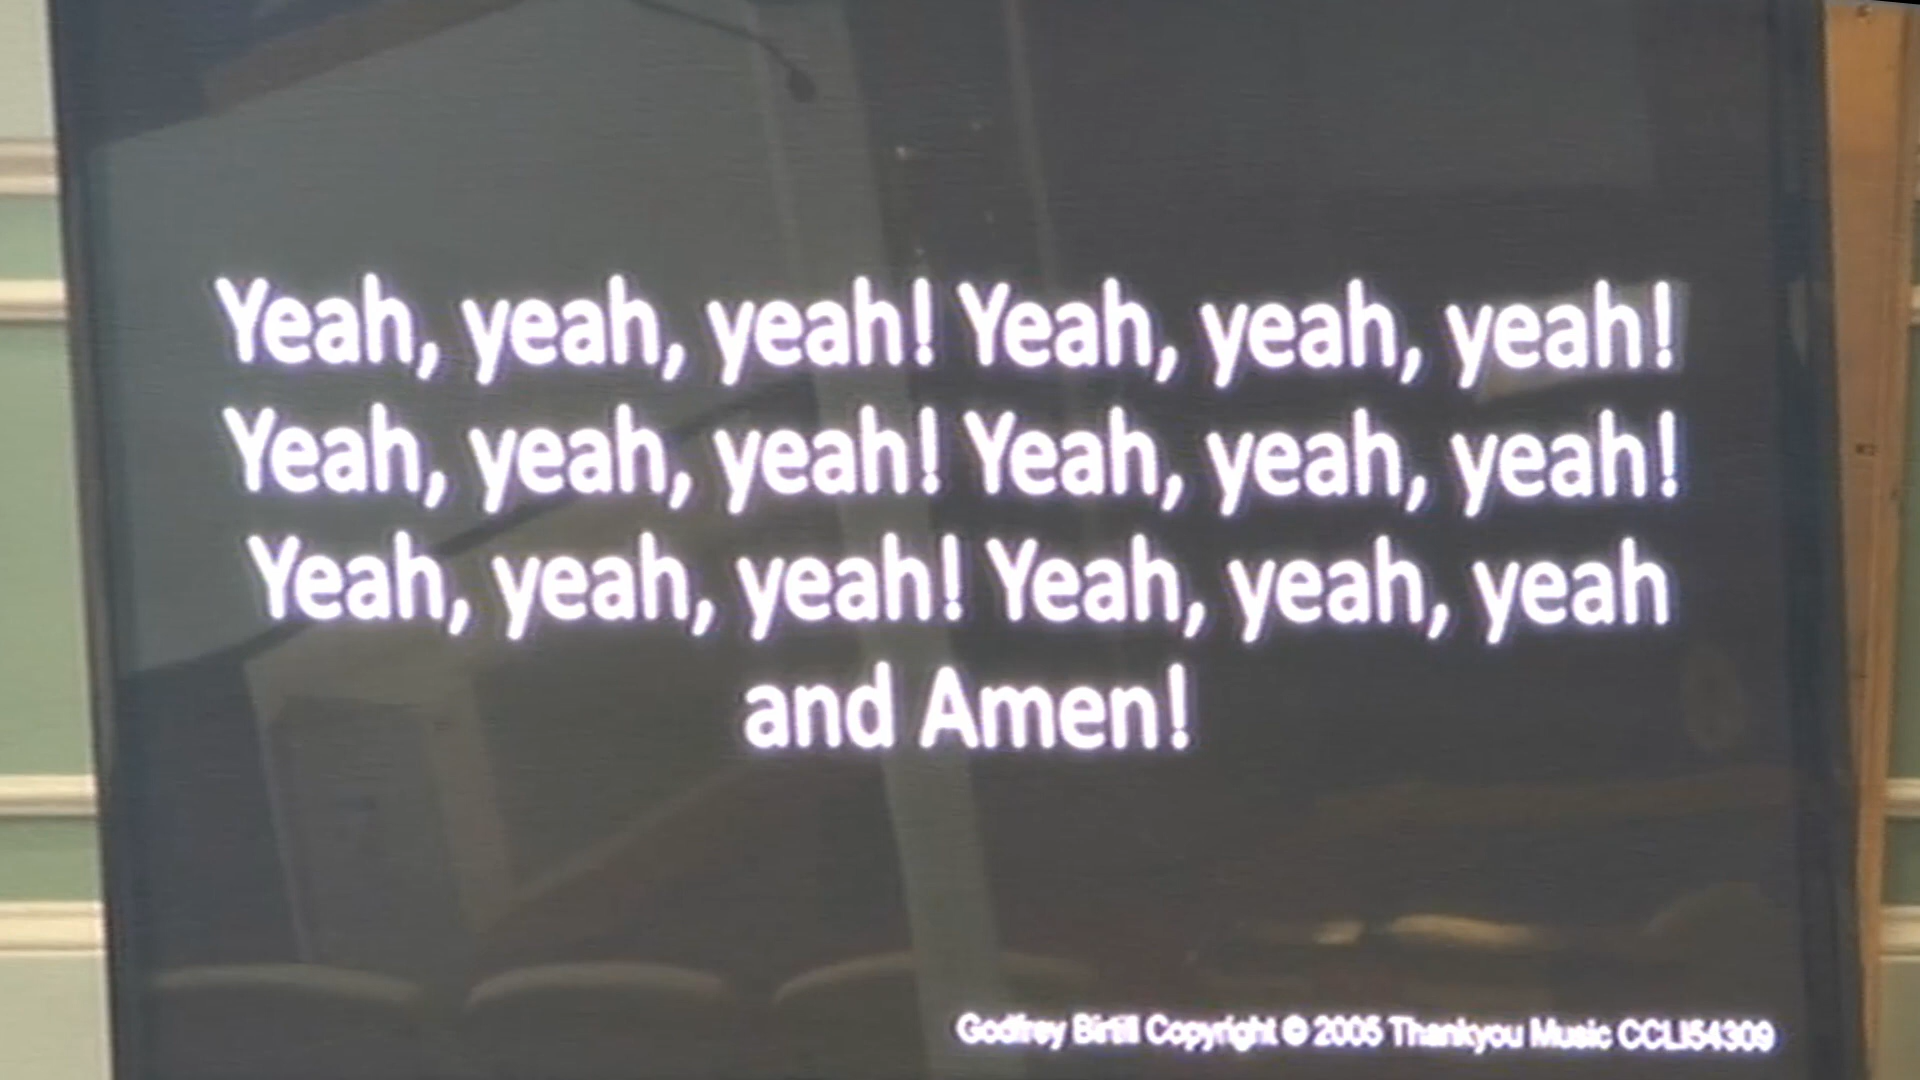 Yeah, yeah, yeah! Yeah, yeah, yeah!
Yeah, yeah, yeah! Yeah, yeah, yeah!
Yeah, yeah, yeah! Yeah, yeah, yeah
and Amen!
Godfrey Birtill Copyright © 2005 Thankyou Music CCLI54309